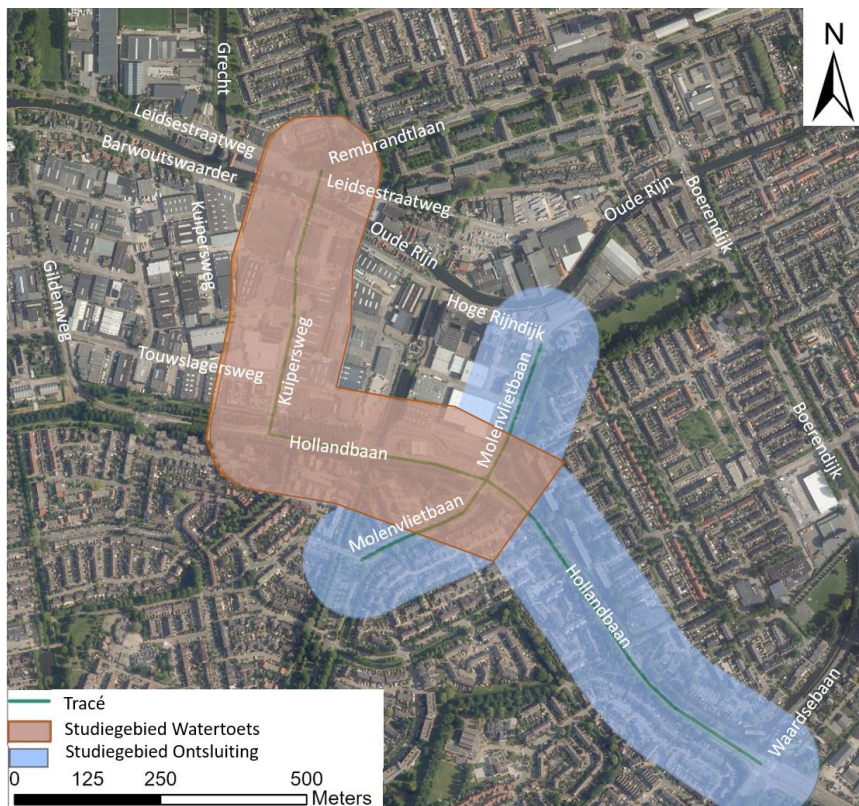 N
Grecht
Leidsestraatweg
Rembrandtlaan
Barwoutswaarder
Leidsestraatweg
Boerendijk
Oude Rijn
Kuipersweg
Oude Rijn
Gildenweg
Hoge Rijndijk
Touwslagersweg
Kuipersweg
Molenvlietbaan
Boerendijk
Hollandbaan
Molenvlietbaan
Hollandbaan
Waardsebaan
Tracé
Studiegebied Watertoets
Studiegebied Ontsluiting
0 125 250 500
Meters